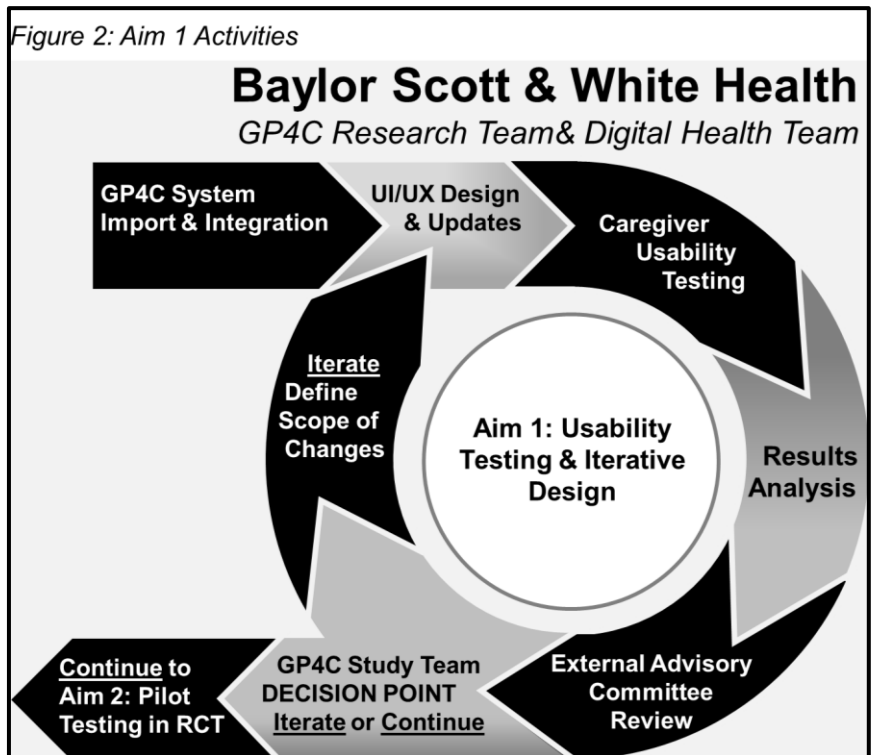 Figure 2: Aim 1 Activities
Baylor Scott & White Health
GP4C Research Team& Digital Health Team
GP4C System
Import & Integration
UI/UX Design
& Updates
Caregiver
Usability
Testing
Results
Analysis
External Advisory
Committee
Review
GP4C Study Team
DECISION POINT
Iterate or Continue
Iterate
Define
Scope of
Changes
Continue to
Aim 2: Pilot
Testing in RCT
Aim 1: Usability
Testing & Iterative
Design